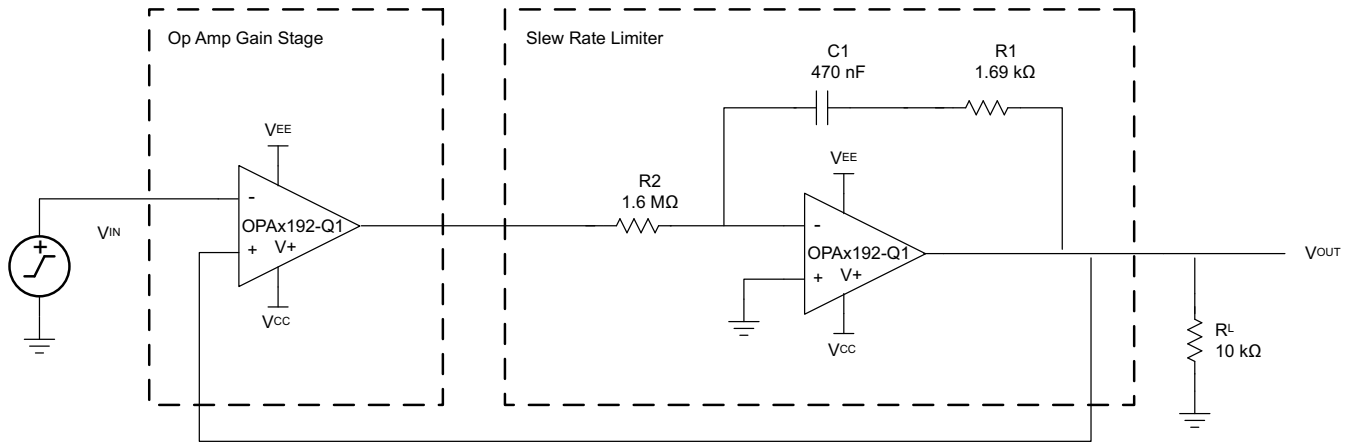 Op Amp Gain Stage
Slew Rate Limiter
C1
470 nF
R1
1.69 kΩ
VEE
VEE
R2
1.6 MΩ
-
-
VIN
+
OPAx192-Q1
+
V+
OPAx192-Q1
+
V+
VOUT
VCC
VCC
RL
10 kΩ